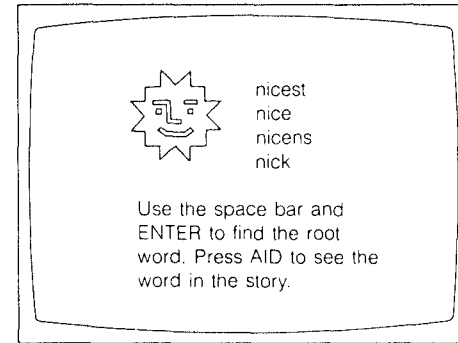 nicest
nice
nicens
nick
Use the space bar and
ENTER to find the root
word. Press AID to see the
word in the story.